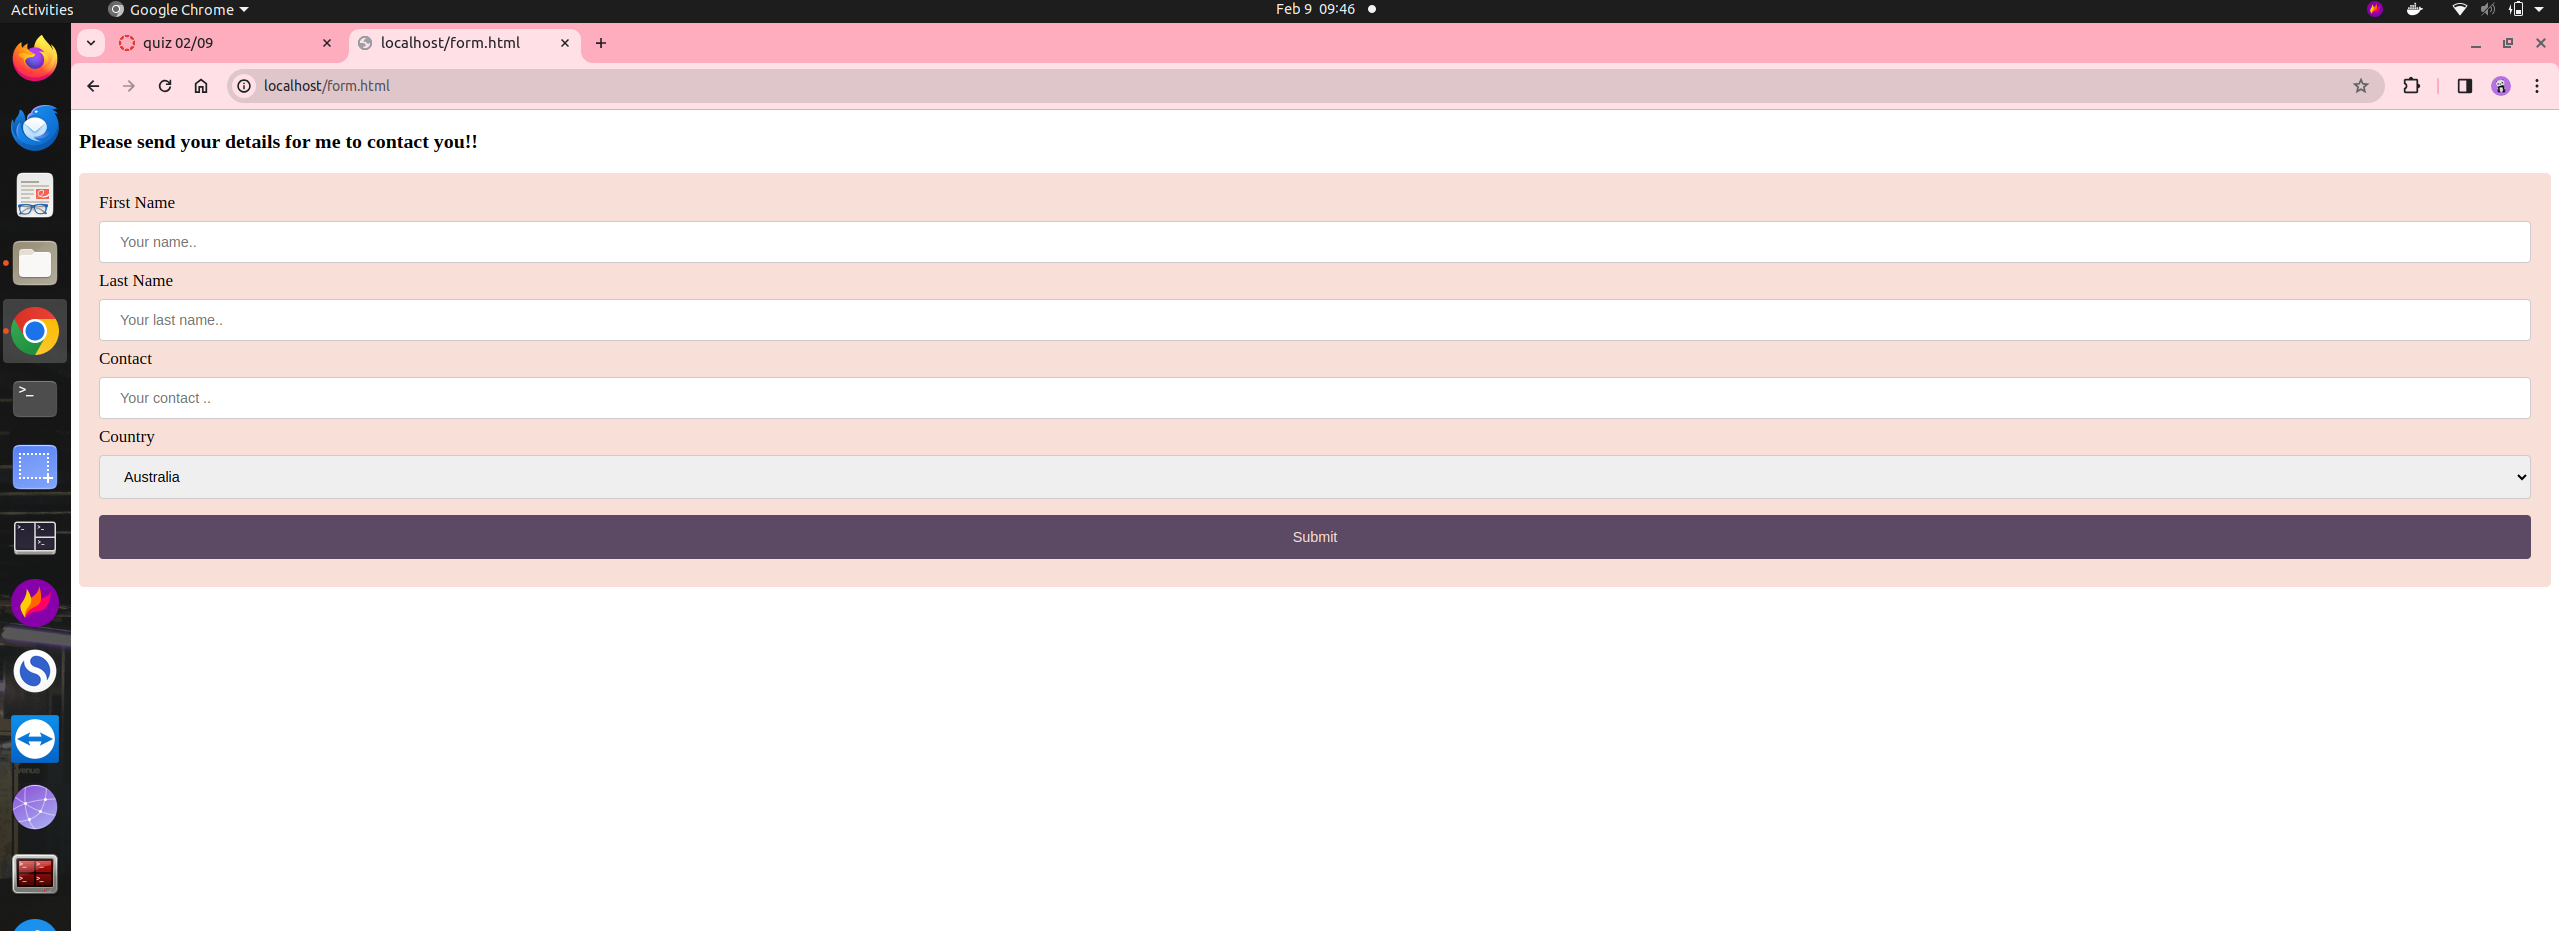 Activities Google Chrome Feb 9 09:46
quiz 02/09 localhost/form.html
localhost/form.html
Please send your details for me to contact you!!
First Name
Your name..
Last Name
Your last name..
Contact
Your contact ..
Country
Australia
Submit